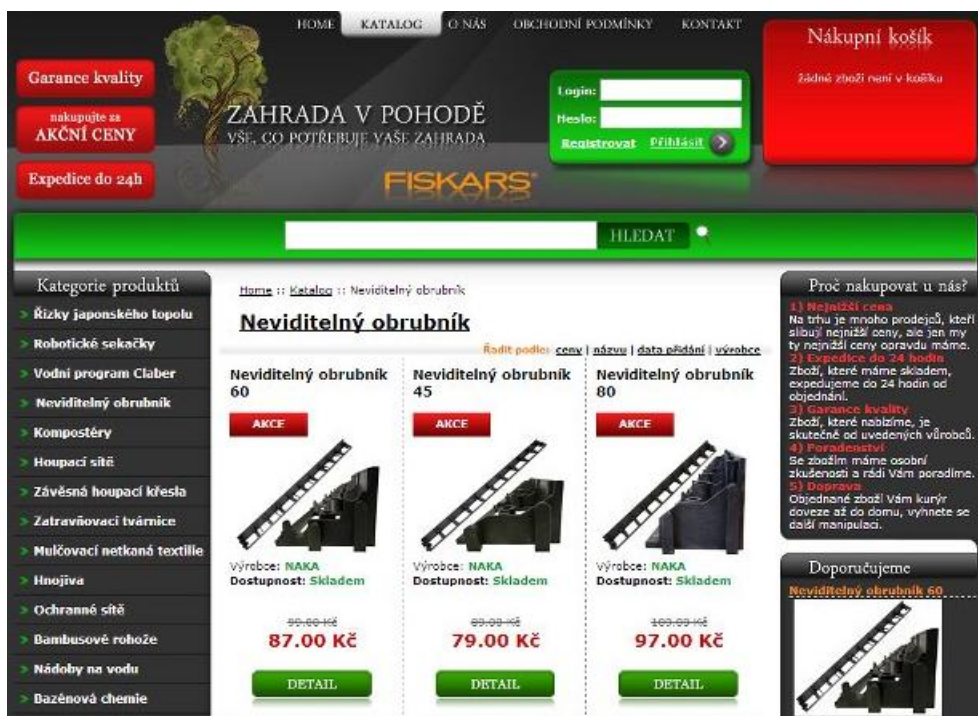 HOME KATALOG O NÁS OBCHODNÍ PODMÍNKY KONTAKT
Garance kvality
nakupujte za
AKČNÍ CENY
Expedice do 24h
ZAHRADA V POHODĚ
VŠE, CO POTŘEBUJE VAŠE ZAHRADA
FISKARS®
Login:
Heslo:
Registrovat Přihlásit
Nákupní košík
žádné zboží není v košíku
HLEDAT
Kategorie produktů
Řízky japonského topolu
Robotické sekačky
Vodní program Claber
Neviditelný obrubník
Kompostéry
Houpací sítě
Závěsná houpací křesla
Zatravňovací tvárnice
Mulčovací netkaná textilie
Hnojiva
Ochranné sítě
Bambusové rohože
Nádoby na vodu
Bazénová chemie
Home :: Katalog :: Neviditelný obrubník
Neviditelný obrubník
Řadit podle: ceny | názvu | data přidání | výrobce
Neviditelný obrubník
60
AKCE
Výrobce: NAKA
Dostupnost: Skladem
99.00 Kč
87.00 Kč
DETAIL
Neviditelný obrubník
45
AKCE
Výrobce: NAKA
Dostupnost: Skladem
89.00 Kč
79.00 Kč
DETAIL
Neviditelný obrubník
80
AKCE
Výrobce: NAKA
Dostupnost: Skladem
109.00 Kč
97.00 Kč
DETAIL
Proč nakupovat u nás?
1) Nejnižší cena
Na trhu je mnoho prodejců, kteří
slibují nejnižší ceny, ale jen my
ty nejnižší ceny opravdu máme.
2) Expedice do 24 hodin
Zboží, které máme skladem,
expedujeme do 24 hodin od
objednání.
3) Garance kvality
Zboží, které nabízíme, je
skutečně od uvedených výrobců.
4) Poradenství
Se zbožím máme osobní
zkušenosti a rádi Vám poradíme.
5) Doprava
Objednané zboží Vám kurýr
doveze až do domu, vyhnete se
další manipulaci.
Doporučujeme
Neviditelný obrubník 60